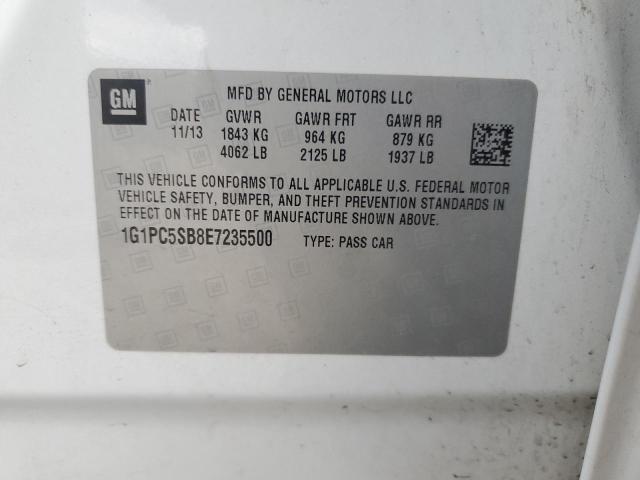 GM
MFD BY GENERAL MOTORS LLC
DATE GVWR GAWR FRT GAWR RR
11/13 1843 KG 964 KG 879 KG
4062 LB 2125 LB 1937 LB
THIS VEHICLE CONFORMS TO ALL APPLICABLE U.S. FEDERAL MOTOR
VEHICLE SAFETY, BUMPER, AND THEFT PREVENTION STANDARDS
IN EFFECT ON THE DATE OF MANUFACTURE SHOWN ABOVE.
1G1PC5SB8E7235500 TYPE: PASS CAR